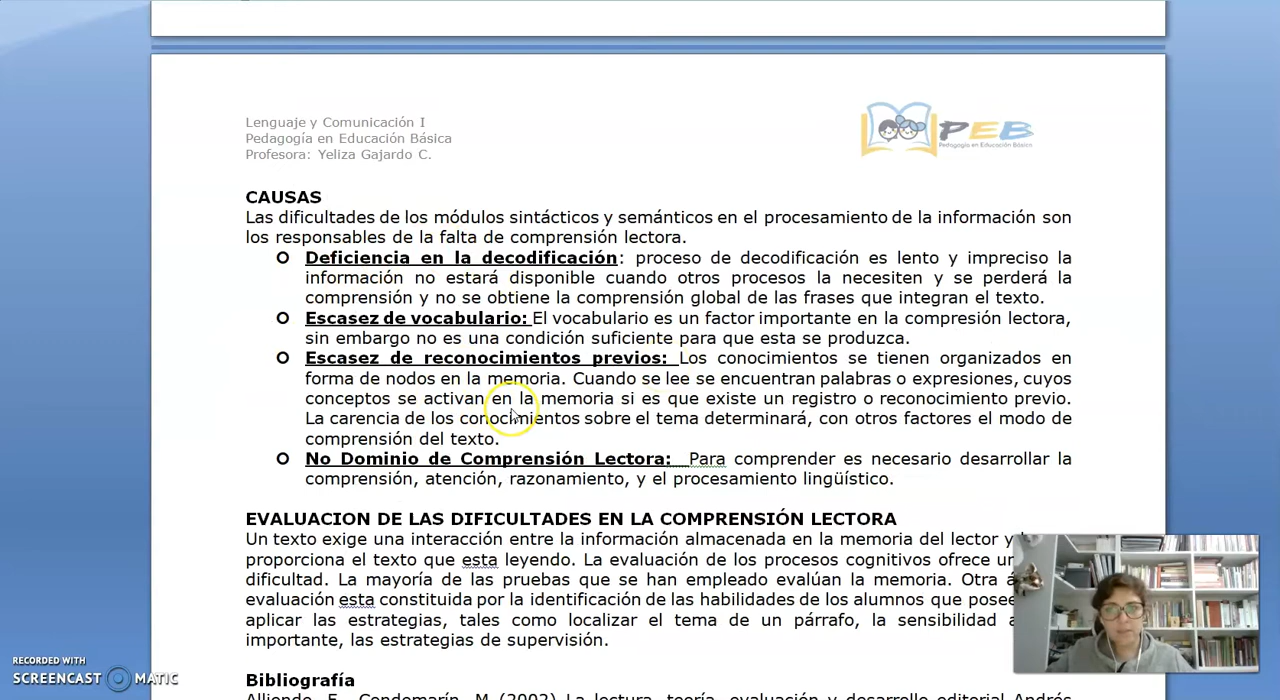 Lenguaje y Comunicación I
Pedagogía en Educación Básica
Profesora: Yeliza Gajardo C.
PEB
Pedagogía en Educación Básica
CAUSAS
Las dificultades de los módulos sintácticos y semánticos en el procesamiento de la información son
los responsables de la falta de comprensión lectora.
O Deficiencia en la decodificación: proceso de decodificación es lento y impreciso la
información no estará disponible cuando otros procesos la necesiten y se perderá la
comprensión y no se obtiene la comprensión global de las frases que integran el texto.
O Escasez de vocabulario: El vocabulario es un factor importante en la compresión lectora,
sin embargo no es una condición suficiente para que esta se produzca.
O Escasez de reconocimientos previos: Los conocimientos se tienen organizados en
forma de nodos en la memoria. Cuando se lee se encuentran palabras o expresiones, cuyos
conceptos se activan en la memoria si es que existe un registro o reconocimiento previo.
La carencia de los conocimientos sobre el tema determinará, con otros factores el modo de
comprensión del texto.
O No Dominio de Comprensión Lectora: Para comprender es necesario desarrollar la
comprensión, atención, razonamiento, y el procesamiento lingüístico.
EVALUACION DE LAS DIFICULTADES EN LA COMPRENSIÓN LECTORA
Un texto exige una interacción entre la información almacenada en la memoria del lector y
proporciona el texto que esta leyendo. La evaluación de los procesos cognitivos ofrece
dificultad. La mayoría de las pruebas que se han empleado evalúan la memoria. Otra
evaluación esta constituida por la identificación de las habilidades de los alumnos que
aplicar las estrategias, tales como localizar el tema de un párrafo, la sensibilidad
importante, las estrategias de supervisión.
Bibliografía
Alliende, F., Condemarín, M (2002) La lectura, teoría, evaluación y desarrollo editorial Andrés
RECORDED WITH
SCREENCAST MATIC